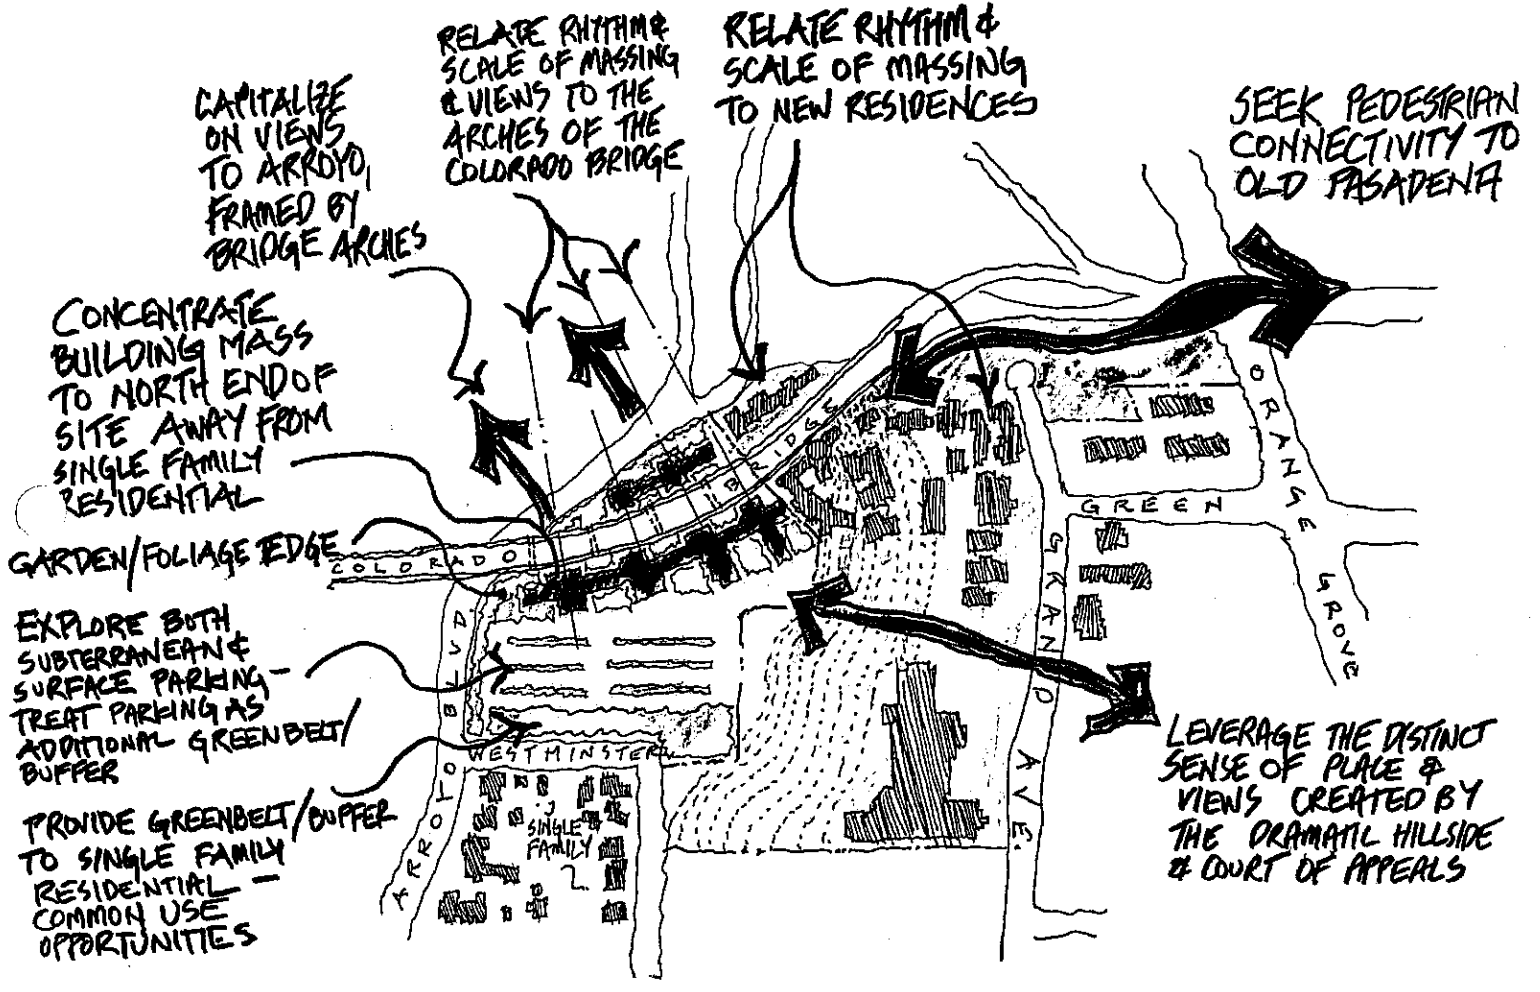 RELATE RHYTHM &
SCALE OF MASSING
& VIEWS TO THE
ARCHES OF THE
COLORADO BRIDGE
RELATE RHYTHM &
SCALE OF MASSING
TO NEW RESIDENCES
SEEK PEDESTRIAN
CONNECTIVITY TO
OLD PASADENA
CAPITALIZE
ON VIEWS
TO ARROYO,
FRAMED BY
BRIDGE ARCHES
CONCENTRATE
BUILDING MASS
TO NORTH END OF
SITE AWAY FROM
SINGLE FAMILY
RESIDENTIAL
GARDEN/FOLIAGE EDGE
EXPLORE BOTH
SUBTERRANEAN &
SURFACE PARKING -
TREAT PARKING AS
ADDITIONAL GREENBELT/
BUFFER
PROVIDE GREENBELT/BUFFER
TO SINGLE FAMILY
RESIDENTIAL -
COMMON USE
OPPORTUNITIES
COLORADO
BRIDGE
ORANGE GROVE
GREEN
GRAND AVE
ARROYO BLVD
WESTMINSTER
SINGLE
FAMILY
LEVERAGE THE DISTINCT
SENSE OF PLACE &
VIEWS CREATED BY
THE DRAMATIC HILLSIDE
& COURT OF APPEALS